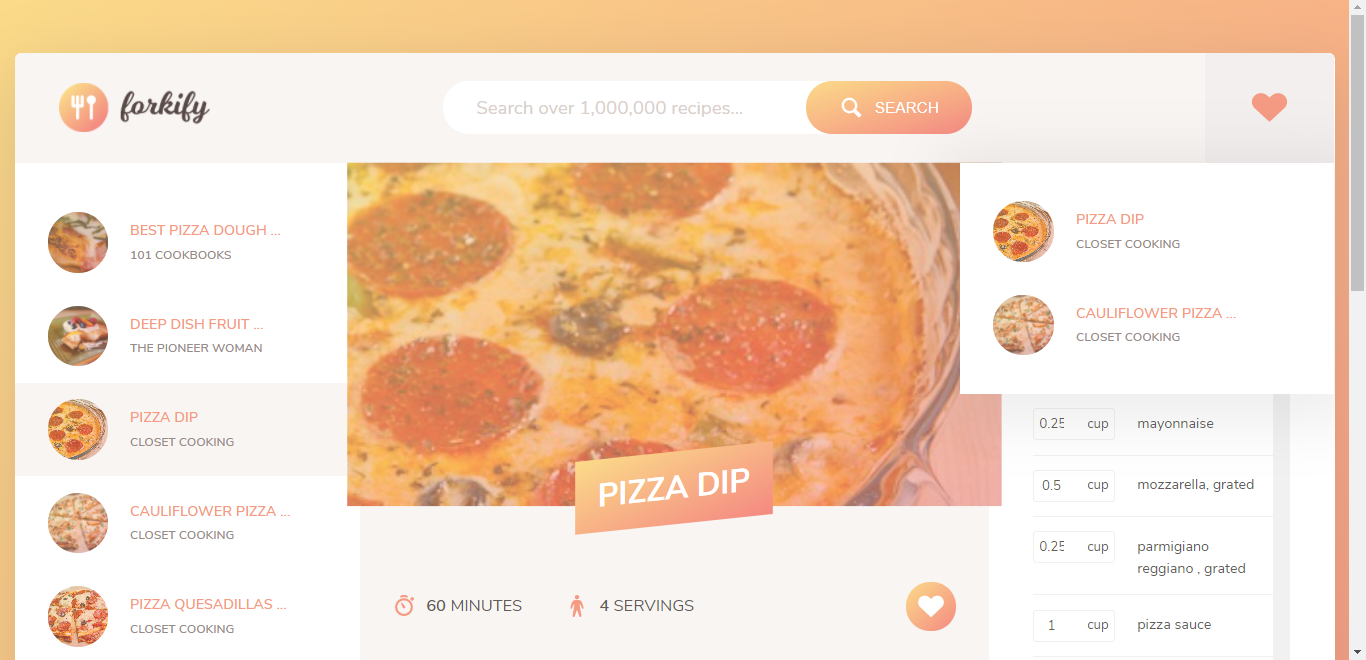 forkify
Search over 1,000,000 recipes...
SEARCH
BEST PIZZA DOUGH ...
101 COOKBOOKS
DEEP DISH FRUIT ...
THE PIONEER WOMAN
PIZZA DIP
CLOSET COOKING
CAULIFLOWER PIZZA ...
CLOSET COOKING
PIZZA QUESADILLAS ...
CLOSET COOKING
PIZZA DIP
60 MINUTES
4 SERVINGS
PIZZA DIP
CLOSET COOKING
CAULIFLOWER PIZZA ...
CLOSET COOKING
0.25 cup mayonnaise
0.5 cup mozzarella, grated
0.25 cup parmigiano
reggiano , grated
1 cup pizza sauce